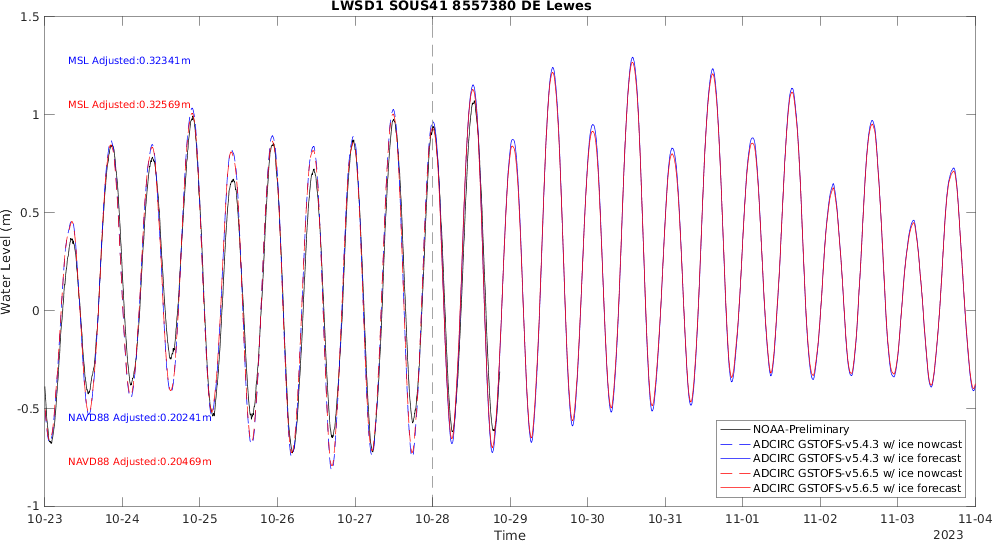 LWSD1 SOUS41 8557380 DE Lewes
1.5
1
0.5
0
-0.5
-1
Water Level (m)
MSL Adjusted:0.32341m
MSL Adjusted:0.32569m
NAVD88 Adjusted:0.20241m
NAVD88 Adjusted:0.20469m
NOAA-Preliminary
ADCIRC GSTOFS-v5.4.3 w/ ice nowcast
ADCIRC GSTOFS-v5.4.3 w/ ice forecast
ADCIRC GSTOFS-v5.6.5 w/ ice nowcast
ADCIRC GSTOFS-v5.6.5 w/ ice forecast
10-23 10-24 10-25 10-26 10-27 10-28 10-29 10-30 10-31 11-01 11-02 11-03 11-04
Time
2023